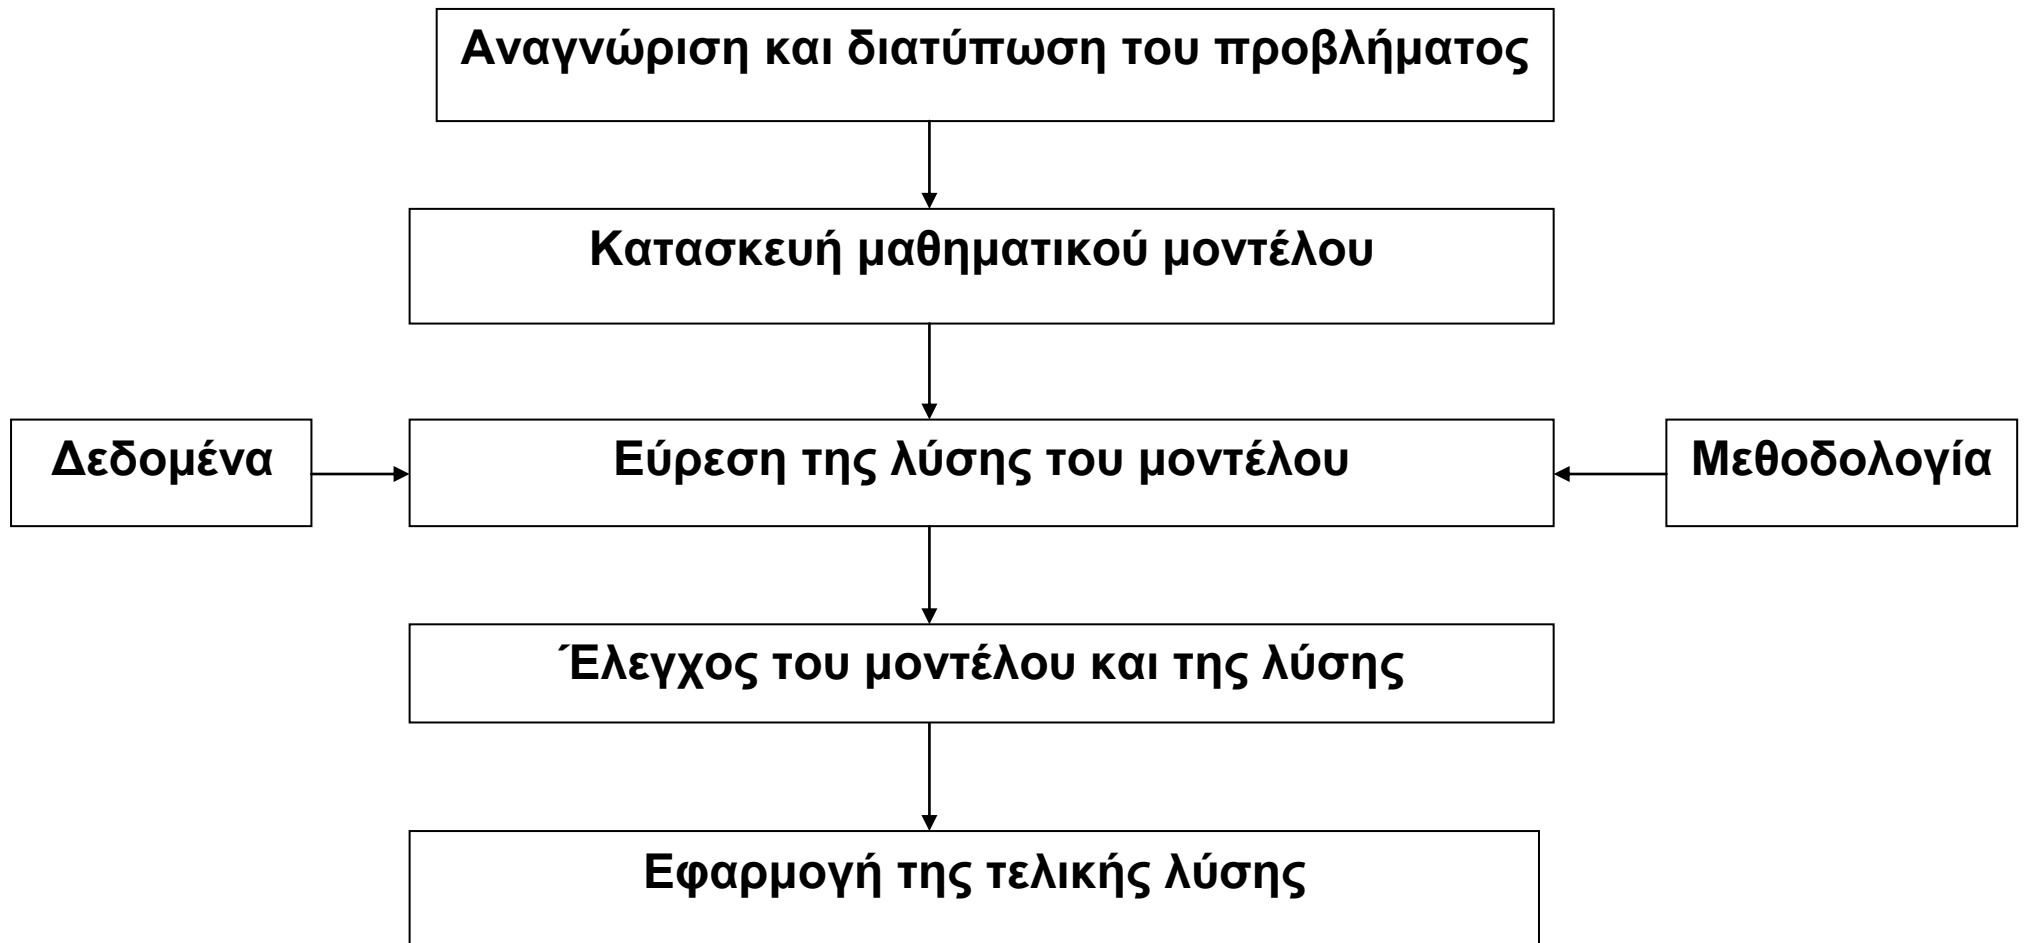 Αναγνώριση και διατύπωση του προβλήματος
Κατασκευή μαθηματικού μοντέλου
Δεδομένα
Εύρεση της λύσης του μοντέλου
Μεθοδολογία
Έλεγχος του μοντέλου και της λύσης
Εφαρμογή της τελικής λύσης